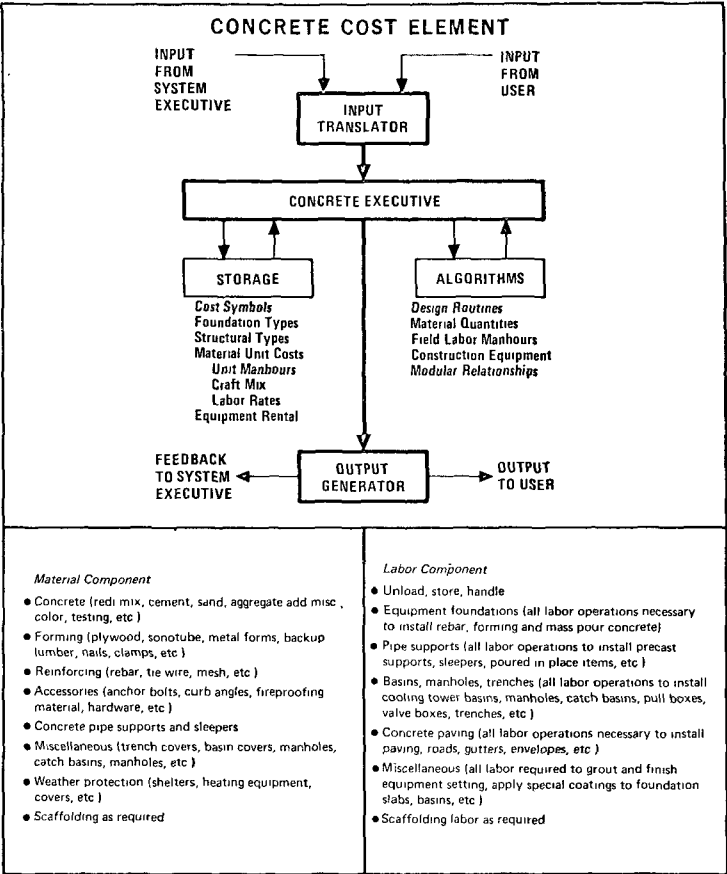 CONCRETE COST ELEMENT
INPUT
FROM
SYSTEM
EXECUTIVE
INPUT
FROM
USER
INPUT
TRANSLATOR
CONCRETE EXECUTIVE
STORAGE
Cost Symbols
Foundation Types
Structural Types
Material Unit Costs
Unit Manhours
Craft Mix
Labor Rates
Equipment Rental
ALGORITHMS
Design Routines
Material Quantities
Field Labor Manhours
Construction Equipment
Modular Relationships
FEEDBACK
TO SYSTEM
EXECUTIVE
OUTPUT
GENERATOR
OUTPUT
TO USER
Material Component
● Concrete (redi mix, cement, sand, aggregate add misc ,
color, testing, etc )
● Forming (plywood, sonotube, metal forms, backup
lumber, nails, clamps, etc )
● Reinforcing (rebar, tie wire, mesh, etc )
● Accessories (anchor bolts, curb angles, fireproofing
material, hardware, etc )
● Concrete pipe supports and sleepers
● Miscellaneous (trench covers, basin covers, manholes,
catch basins, manholes, etc )
● Weather protection (shelters, heating equipment,
covers, etc )
● Scaffolding as required
Labor Component
● Unload, store, handle
● Equipment foundations (all labor operations necessary
to install rebar, forming and mass pour concrete)
● Pipe supports (all labor operations to install precast
supports, sleepers, poured in place items, etc )
● Basins, manholes, trenches (all labor operations to install
cooling tower basins, manholes, catch basins, pull boxes,
valve boxes, trenches, etc )
● Concrete paving (all labor operations necessary to install
paving, roads, gutters, envelopes, etc )
● Miscellaneous (all labor required to grout and finish
equipment setting, apply special coatings to foundation
slabs, basins, etc )
● Scaffolding labor as required